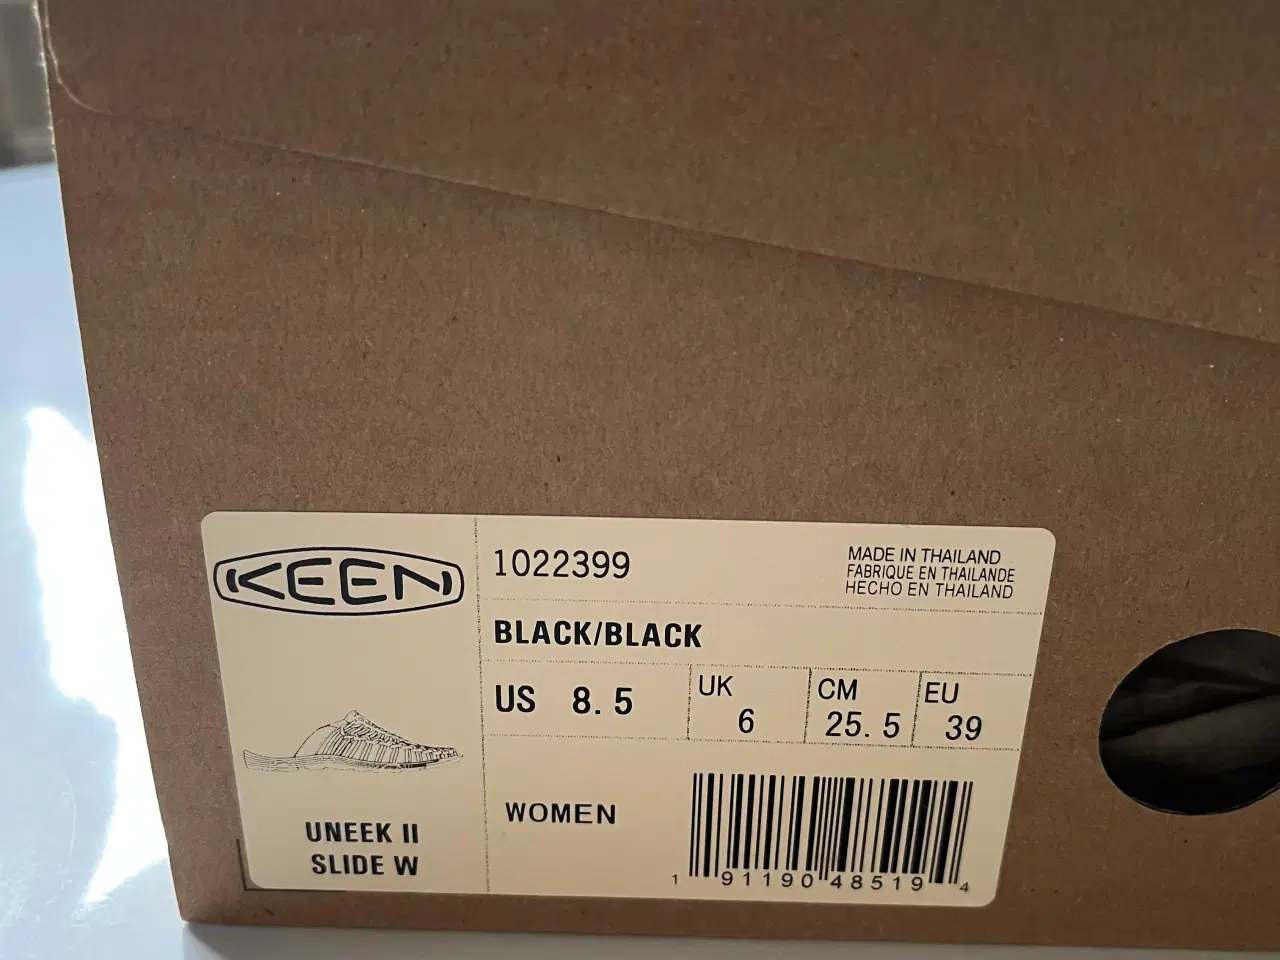 KEEN
1022399
MADE IN THAILAND
FABRIQUE EN THAILANDE
HECHO EN THAILAND
BLACK/BLACK
US 8.5
UK
6
CM
25.5
EU
39
UNEEK II
SLIDE W
WOMEN
1 91190 48519 4